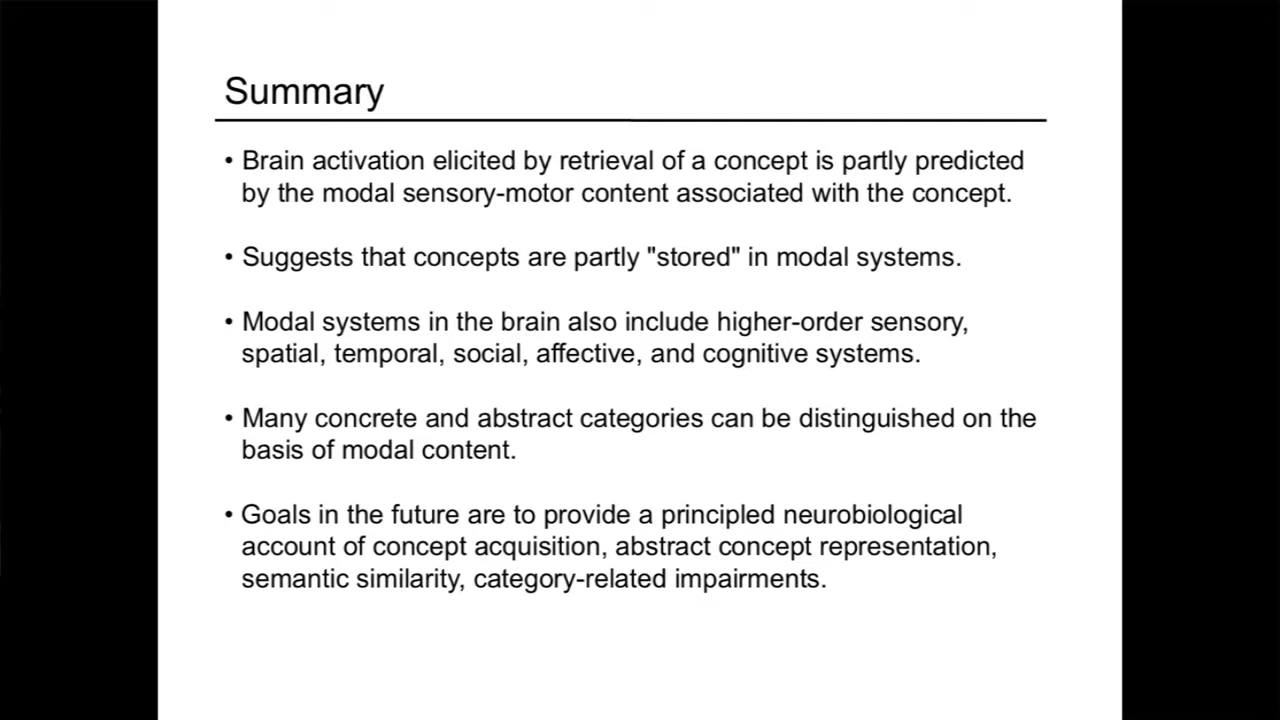 Summary
• Brain activation elicited by retrieval of a concept is partly predicted
by the modal sensory-motor content associated with the concept.
• Suggests that concepts are partly "stored" in modal systems.
• Modal systems in the brain also include higher-order sensory,
spatial, temporal, social, affective, and cognitive systems.
• Many concrete and abstract categories can be distinguished on the
basis of modal content.
• Goals in the future are to provide a principled neurobiological
account of concept acquisition, abstract concept representation,
semantic similarity, category-related impairments.